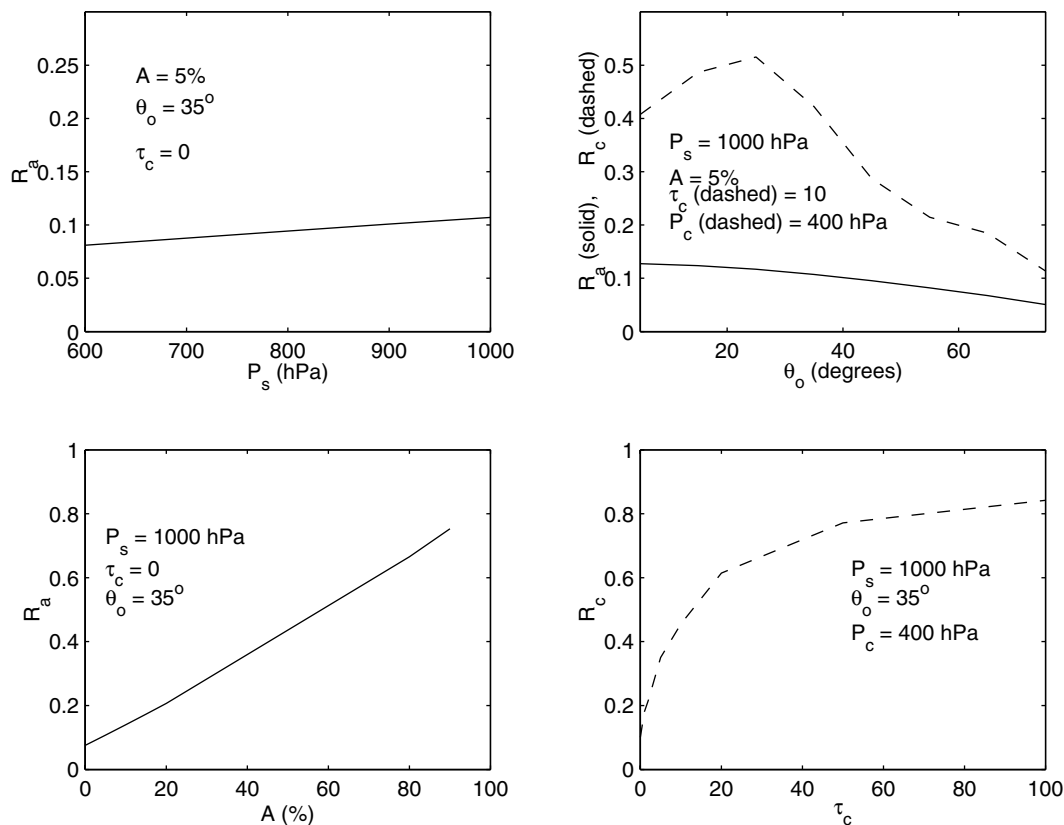 0.25
0.2
0.15
0.1
0.05
0
R_a
A = 5%
θ_o = 35°
τ_c = 0
600 700 800 900 1000
P_s (hPa)
0.5
0.4
0.3
0.2
0.1
0
R_a (solid), R_c (dashed)
P_s = 1000 hPa
A = 5%
τ_c (dashed) = 10
P_c (dashed) = 400 hPa
20 40 60
θ_o (degrees)
1
0.8
0.6
0.4
0.2
0
R_a
P_s = 1000 hPa
τ_c = 0
θ_o = 35°
0 20 40 60 80 100
A (%)
1
0.8
0.6
0.4
0.2
0
R_c
P_s = 1000 hPa
θ_o = 35°
P_c = 400 hPa
0 20 40 60 80 100
τ_c